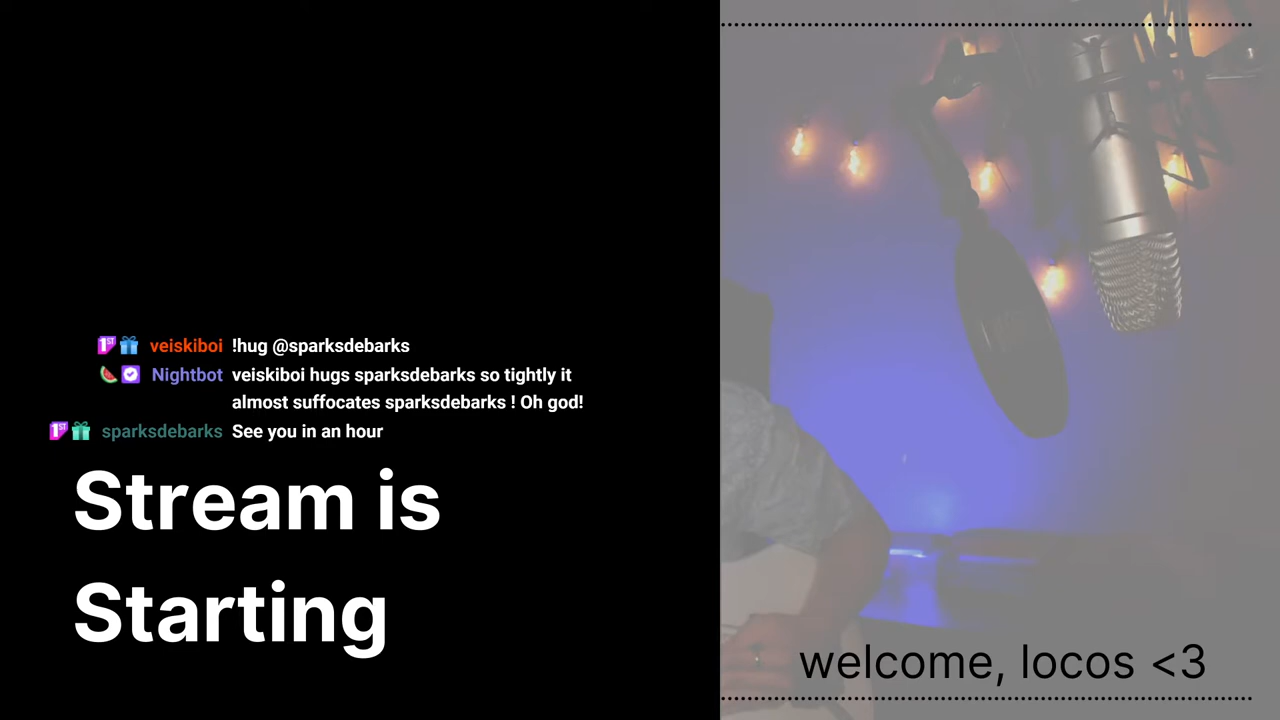 veiskiboi !hug @sparksdebarks
Nightbot veiskiboi hugs sparksdebarks so tightly it
almost suffocates sparksdebarks ! Oh god!
sparksdebarks See you in an hour
Stream is
Starting
welcome, locos <3